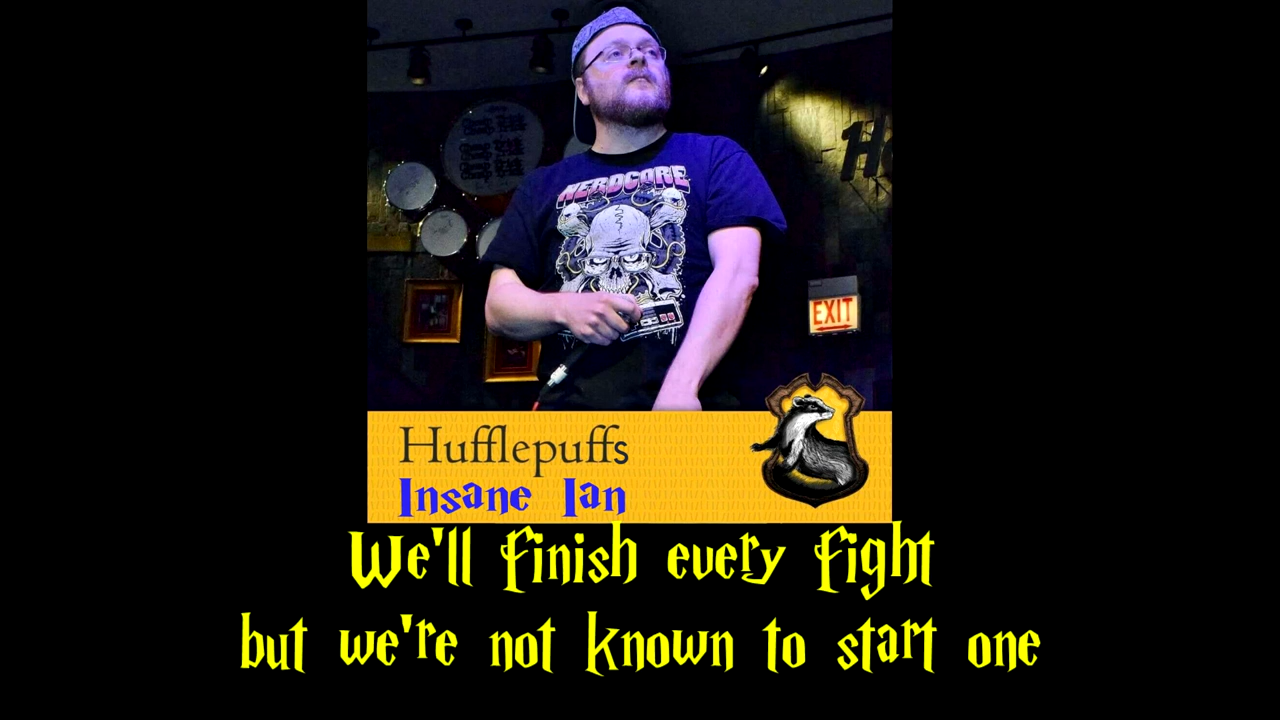 H
NERDCORE
EXIT
Hufflepuffs
Insane Ian
We'll finish every fight
but we're not known to start one